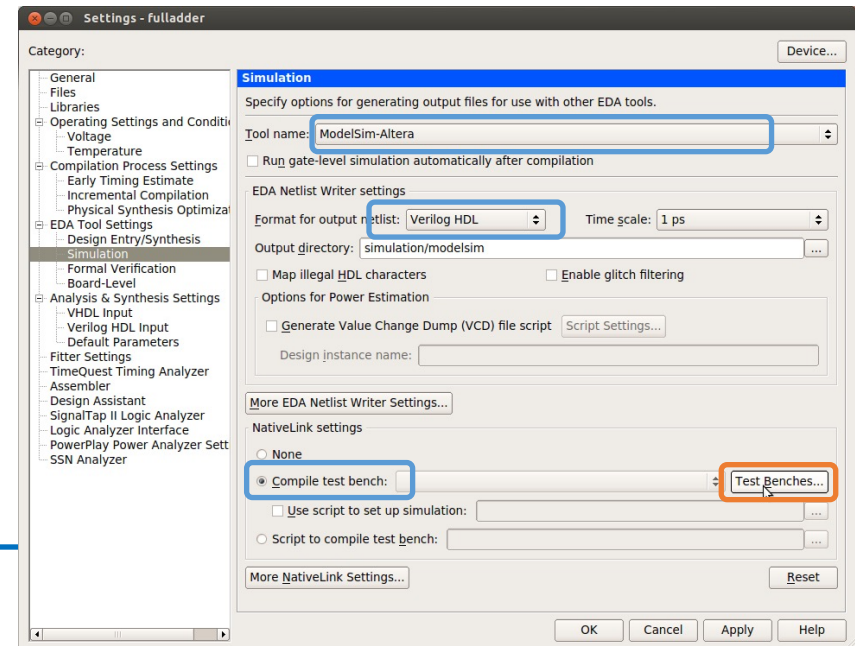 Settings - fulladder
Category:
Device...
General
Files
Libraries
Operating Settings and Conditi
Voltage
Temperature
Compilation Process Settings
Early Timing Estimate
Incremental Compilation
Physical Synthesis Optimizat
EDA Tool Settings
Design Entry/Synthesis
Simulation
Formal Verification
Board-Level
Analysis & Synthesis Settings
VHDL Input
Verilog HDL Input
Default Parameters
Fitter Settings
TimeQuest Timing Analyzer
Assembler
Design Assistant
SignalTap II Logic Analyzer
Logic Analyzer Interface
PowerPlay Power Analyzer Sett
SSN Analyzer
Simulation
Specify options for generating output files for use with other EDA tools.
Tool name: ModelSim-Altera
Run gate-level simulation automatically after compilation
EDA Netlist Writer settings
Format for output netlist: Verilog HDL Time scale: 1 ps
Output directory: simulation/modelsim ...
Map illegal HDL characters Enable glitch filtering
Options for Power Estimation
Generate Value Change Dump (VCD) file script Script Settings...
Design instance name:
More EDA Netlist Writer Settings...
NativeLink settings
None
Compile test bench: Test Benches...
Use script to set up simulation: ...
Script to compile test bench: ...
More NativeLink Settings... Reset
OK Cancel Apply Help